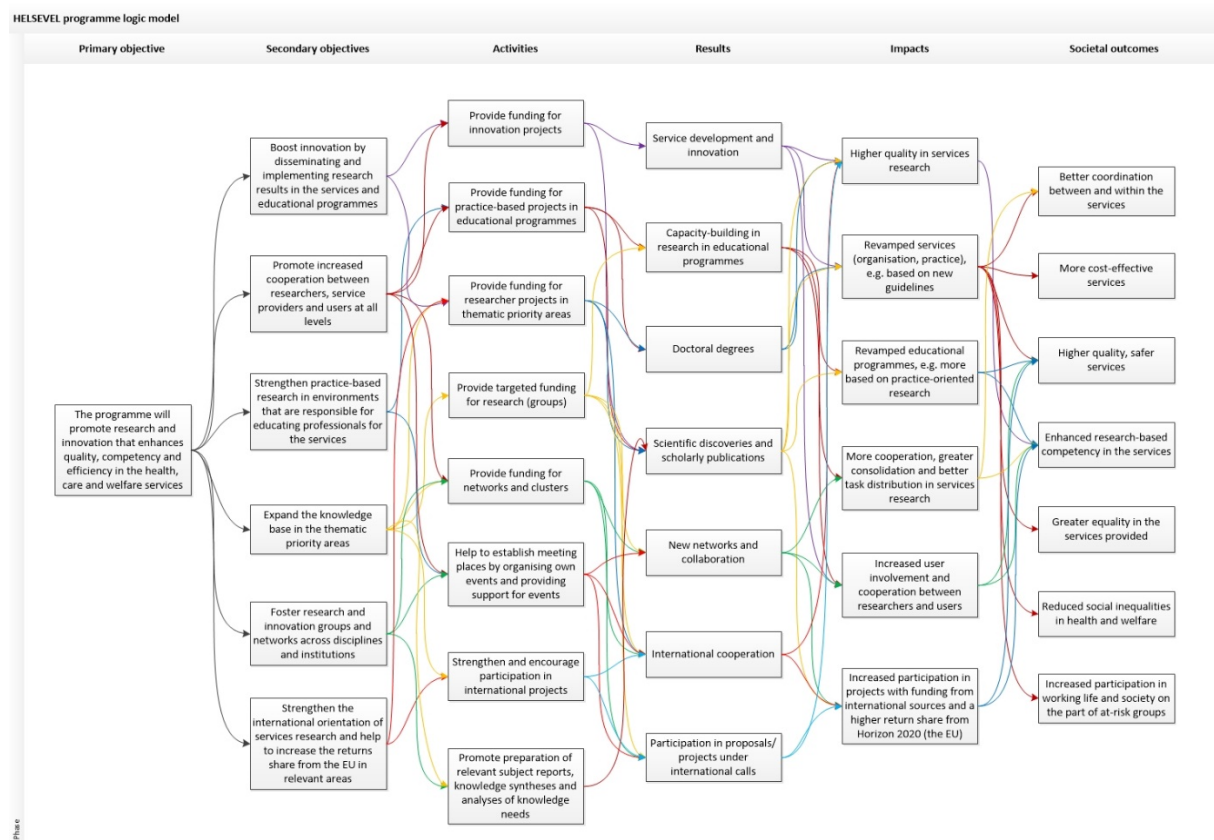 HELSEVEL programme logic model
Primary objective
Secondary objectives
Activities
Results
Impacts
Societal outcomes
The programme will
promote research and
innovation that enhances
quality, competency and
efficiency in the health,
care and welfare services
Boost innovation by
disseminating and
implementing research
results in the services and
educational programmes
Promote increased
cooperation between
researchers, service
providers and users at all
levels
Strengthen practice-based
research in environments
that are responsible for
educating professionals for
the services
Expand the knowledge
base in the thematic
priority areas
Foster research and
innovation groups and
networks across disciplines
and institutions
Strengthen the
international orientation of
services research and help
to increase the returns
share from the EU in
relevant areas
Provide funding for
innovation projects
Provide funding for
practice-based projects in
educational programmes
Provide funding for
researcher projects in
thematic priority areas
Provide targeted funding
for research (groups)
Provide funding for
networks and clusters
Help to establish meeting
places by organising own
events and providing
support for events
Strengthen and encourage
participation in
international projects
Promote preparation of
relevant subject reports,
knowledge syntheses and
analyses of knowledge
needs
Service development and
innovation
Capacity-building in
research in educational
programmes
Doctoral degrees
Scientific discoveries and
scholarly publications
New networks and
collaboration
International cooperation
Participation in proposals/
projects under
international calls
Higher quality in services
research
Revamped services
(organisation, practice),
e.g. based on new
guidelines
Revamped educational
programmes, e.g. more
based on practice-oriented
research
More cooperation, greater
consolidation and better
task distribution in services
research
Increased user
involvement and
cooperation between
researchers and users
Increased participation in
projects with funding from
international sources and a
higher return share from
Horizon 2020 (the EU)
Better coordination
between and within the
services
More cost-effective
services
Higher quality, safer
services
Enhanced research-based
competency in the services
Greater equality in the
services provided
Reduced social inequalities
in health and welfare
Increased participation in
working life and society on
the part of at-risk groups
Phase